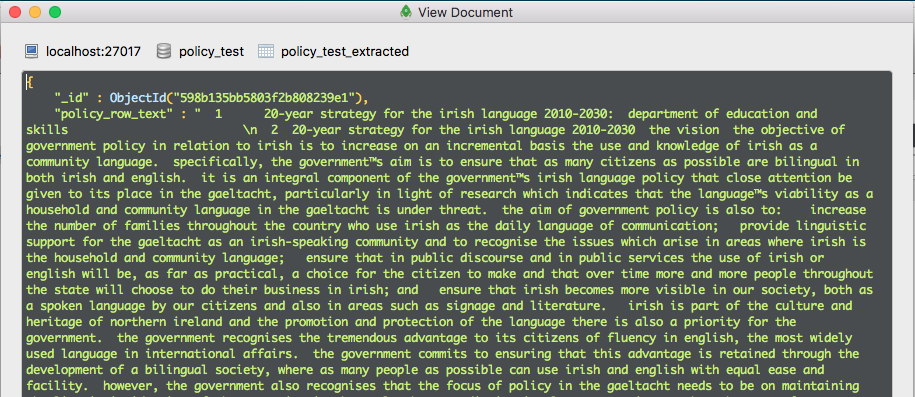 View Document
localhost:27017 policy_test policy_test_extracted
{
"_id" : ObjectId("598b135bb5803f2b808239e1"),
"policy_row_text" : " 1 20-year strategy for the irish language 2010-2030: department of education and
skills \n 2 20-year strategy for the irish language 2010-2030 the vision the objective of
government policy in relation to irish is to increase on an incremental basis the use and knowledge of irish as a
community language. specifically, the government™s aim is to ensure that as many citizens as possible are bilingual in
both irish and english. it is an integral component of the government™s irish language policy that close attention be
given to its place in the gaeltacht, particularly in light of research which indicates that the language™s viability as a
household and community language in the gaeltacht is under threat. the aim of government policy is also to: increase
the number of families throughout the country who use irish as the daily language of communication; provide linguistic
support for the gaeltacht as an irish-speaking community and to recognise the issues which arise in areas where irish is
the household and community language; ensure that in public discourse and in public services the use of irish or
english will be, as far as practical, a choice for the citizen to make and that over time more and more people throughout
the state will choose to do their business in irish; and ensure that irish becomes more visible in our society, both as
a spoken language by our citizens and also in areas such as signage and literature. irish is part of the culture and
heritage of northern ireland and the promotion and protection of the language there is also a priority for the
government. the government recognises the tremendous advantage to its citizens of fluency in english, the most widely
used language in international affairs. the government commits to ensuring that this advantage is retained through the
development of a bilingual society, where as many people as possible can use irish and english with equal ease and
facility. however, the government also recognises that the focus of policy in the gaeltacht needs to be on maintaining